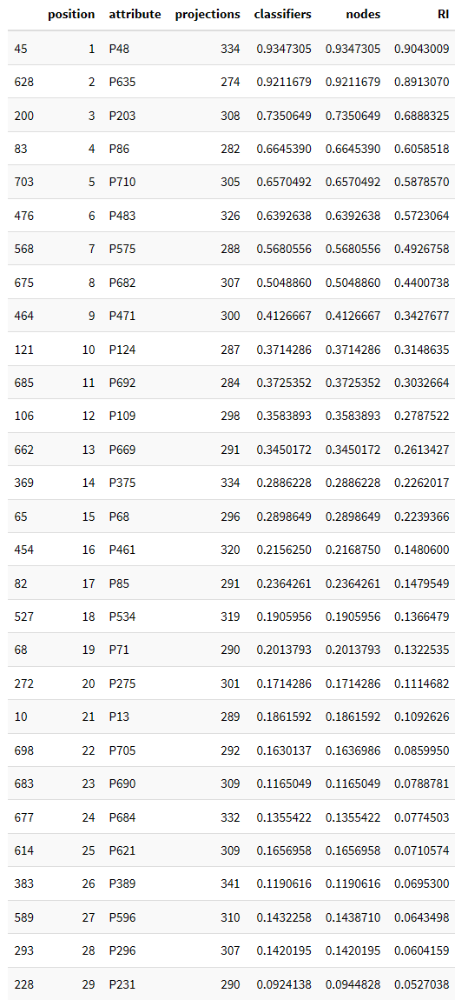 position attribute projections classifiers nodes RI
45 1 P48 334 0.9347305 0.9347305 0.9043009
628 2 P635 274 0.9211679 0.9211679 0.8913070
200 3 P203 308 0.7350649 0.7350649 0.6888325
83 4 P86 282 0.6645390 0.6645390 0.6058518
703 5 P710 305 0.6570492 0.6570492 0.5878570
476 6 P483 326 0.6392638 0.6392638 0.5723064
568 7 P575 288 0.5680556 0.5680556 0.4926758
675 8 P682 307 0.5048860 0.5048860 0.4400738
464 9 P471 300 0.4126667 0.4126667 0.3427677
121 10 P124 287 0.3714286 0.3714286 0.3148635
685 11 P692 284 0.3725352 0.3725352 0.3032664
106 12 P109 298 0.3583893 0.3583893 0.2787522
662 13 P669 291 0.3450172 0.3450172 0.2613427
369 14 P375 334 0.2886228 0.2886228 0.2262017
65 15 P68 296 0.2898649 0.2898649 0.2239366
454 16 P461 320 0.2156250 0.2168750 0.1480600
82 17 P85 291 0.2364261 0.2364261 0.1479549
527 18 P534 319 0.1905956 0.1905956 0.1366479
68 19 P71 290 0.2013793 0.2013793 0.1322535
272 20 P275 301 0.1714286 0.1714286 0.1114682
10 21 P13 289 0.1861592 0.1861592 0.1092626
698 22 P705 292 0.1630137 0.1636986 0.0859950
683 23 P690 309 0.1165049 0.1165049 0.0788781
677 24 P684 332 0.1355422 0.1355422 0.0774503
614 25 P621 309 0.1656958 0.1656958 0.0710574
383 26 P389 341 0.1190616 0.1190616 0.0695300
589 27 P596 310 0.1432258 0.1438710 0.0643498
293 28 P296 307 0.1420195 0.1420195 0.0604159
228 29 P231 290 0.0924138 0.0944828 0.0527038